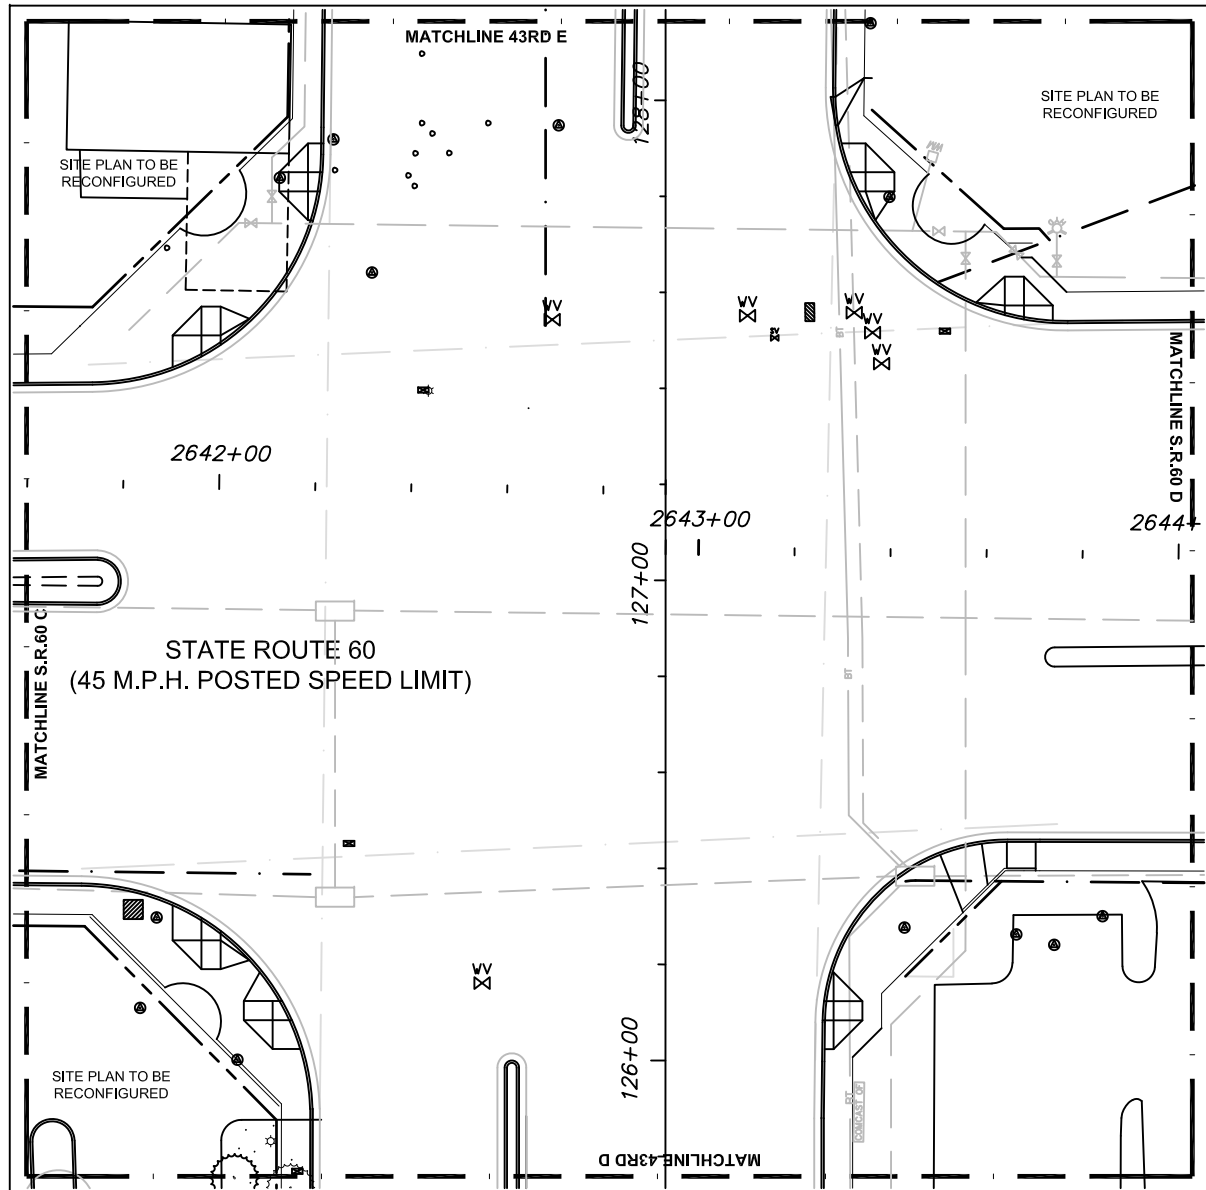 MATCHLINE 43RD E
128+00
SITE PLAN TO BE
RECONFIGURED
SITE PLAN TO BE
RECONFIGURED
WM
WV
WV
WV
WV
WV
BT
MATCHLINE S.R.60 D
2642+00
2643+00
2644+
127+00
MATCHLINE S.R.60 C
STATE ROUTE 60
(45 M.P.H. POSTED SPEED LIMIT)
BT
WV
126+00
SITE PLAN TO BE
RECONFIGURED
BT
COMCAST OF
MATCHLINE 43RD D